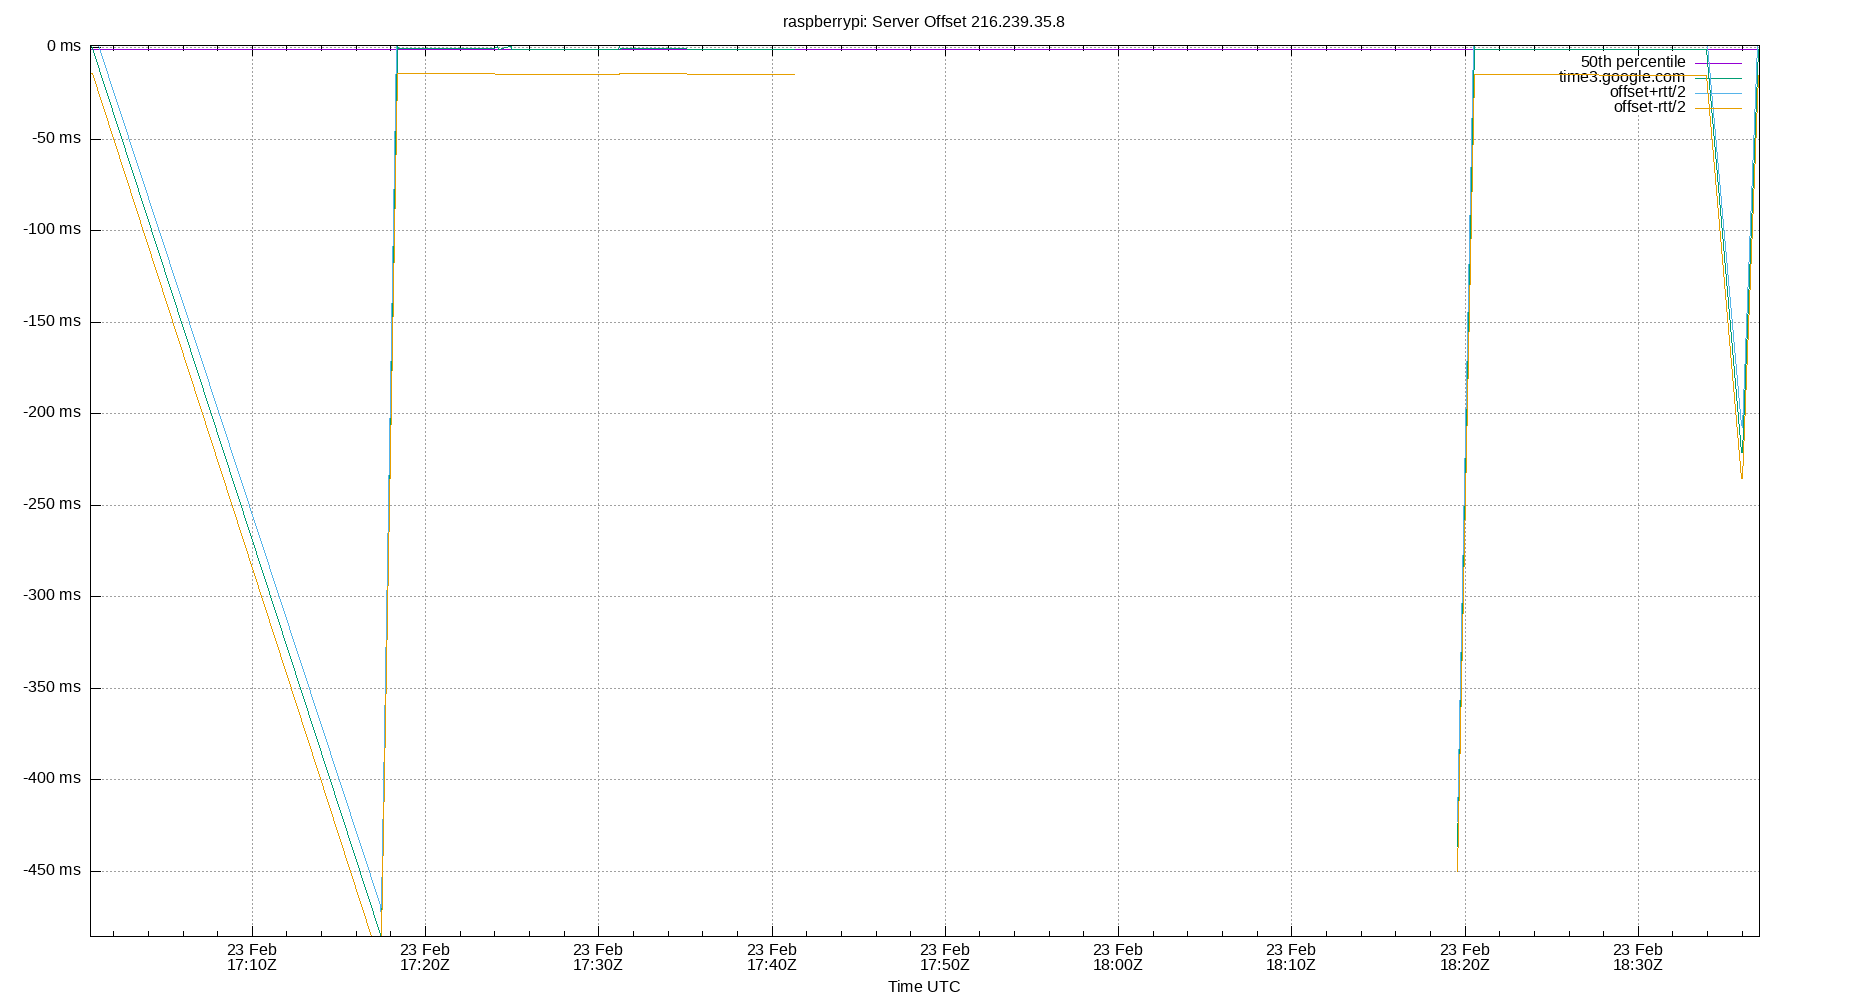 raspberrypi: Server Offset 216.239.35.8
0 ms
50th percentile
time3.google.com
offset+rtt/2
offset-rtt/2
-50 ms
-100 ms
-150 ms
-200 ms
-250 ms
-300 ms
-350 ms
-400 ms
-450 ms
23 Feb 23 Feb 23 Feb 23 Feb 23 Feb 23 Feb 23 Feb 23 Feb 23 Feb
17:10Z 17:20Z 17:30Z 17:40Z 17:50Z 18:00Z 18:10Z 18:20Z 18:30Z
Time UTC